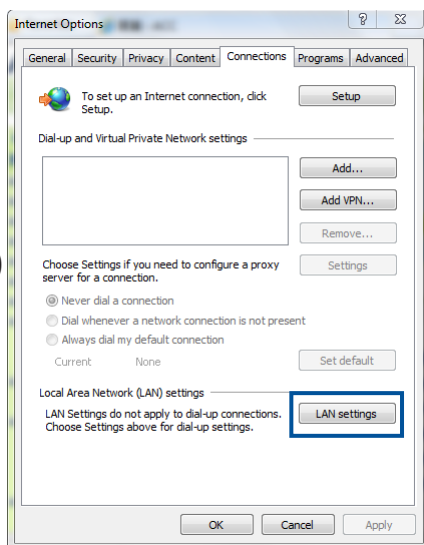 Internet Options
General Security Privacy Content Connections Programs Advanced
To set up an Internet connection, click
Setup.
Setup
Dial-up and Virtual Private Network settings
Add...
Add VPN...
Remove...
Choose Settings if you need to configure a proxy
server for a connection.
Settings
Never dial a connection
Dial whenever a network connection is not present
Always dial my default connection
Current None
Set default
Local Area Network (LAN) settings
LAN Settings do not apply to dial-up connections.
Choose Settings above for dial-up settings.
LAN settings
OK Cancel Apply